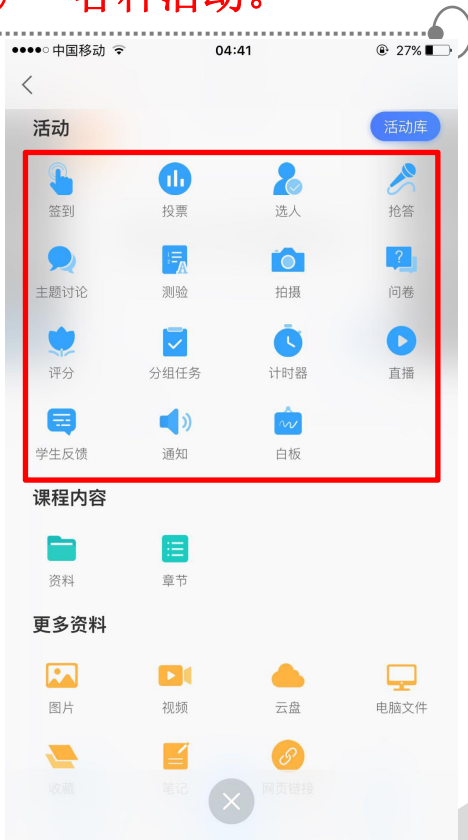 各种活动。
中国移动 04:41 27%
活动 活动库
签到 投票 选人 抢答
主题讨论 测验 拍摄 问卷
评分 分组任务 计时器 直播
学生反馈 通知 白板
课程内容
资料 章节
更多资料
图片 视频 云盘 电脑文件
收藏 笔记 网页链接